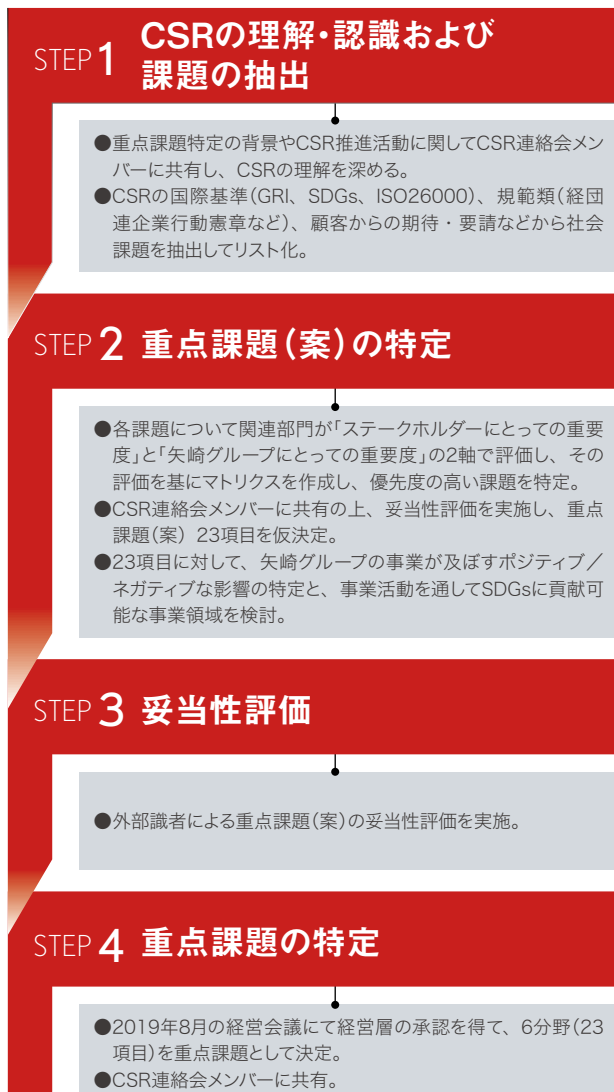 STEP 1 CSRの理解・認識および
課題の抽出
●重点課題特定の背景やCSR推進活動に関してCSR連絡会メン
バーに共有し、CSRの理解を深める。
●CSRの国際基準(GRI、SDGs、ISO26000)、規範類(経団
連企業行動憲章など)、顧客からの期待・要請などから社会
課題を抽出してリスト化。
STEP 2 重点課題(案)の特定
●各課題について関連部門が「ステークホルダーにとっての重要
度」と「矢崎グループにとっての重要度」の2軸で評価し、その
評価を基にマトリクスを作成し、優先度の高い課題を特定。
●CSR連絡会メンバーに共有の上、妥当性評価を実施し、重点
課題(案) 23項目を仮決定。
●23項目に対して、矢崎グループの事業が及ぼすポジティブ/
ネガティブな影響の特定と、事業活動を通してSDGsに貢献可
能な事業領域を検討。
STEP 3 妥当性評価
●外部識者による重点課題(案)の妥当性評価を実施。
STEP 4 重点課題の特定
●2019年8月の経営会議にて経営層の承認を得て、6分野(23
項目)を重点課題として決定。
●CSR連絡会メンバーに共有。